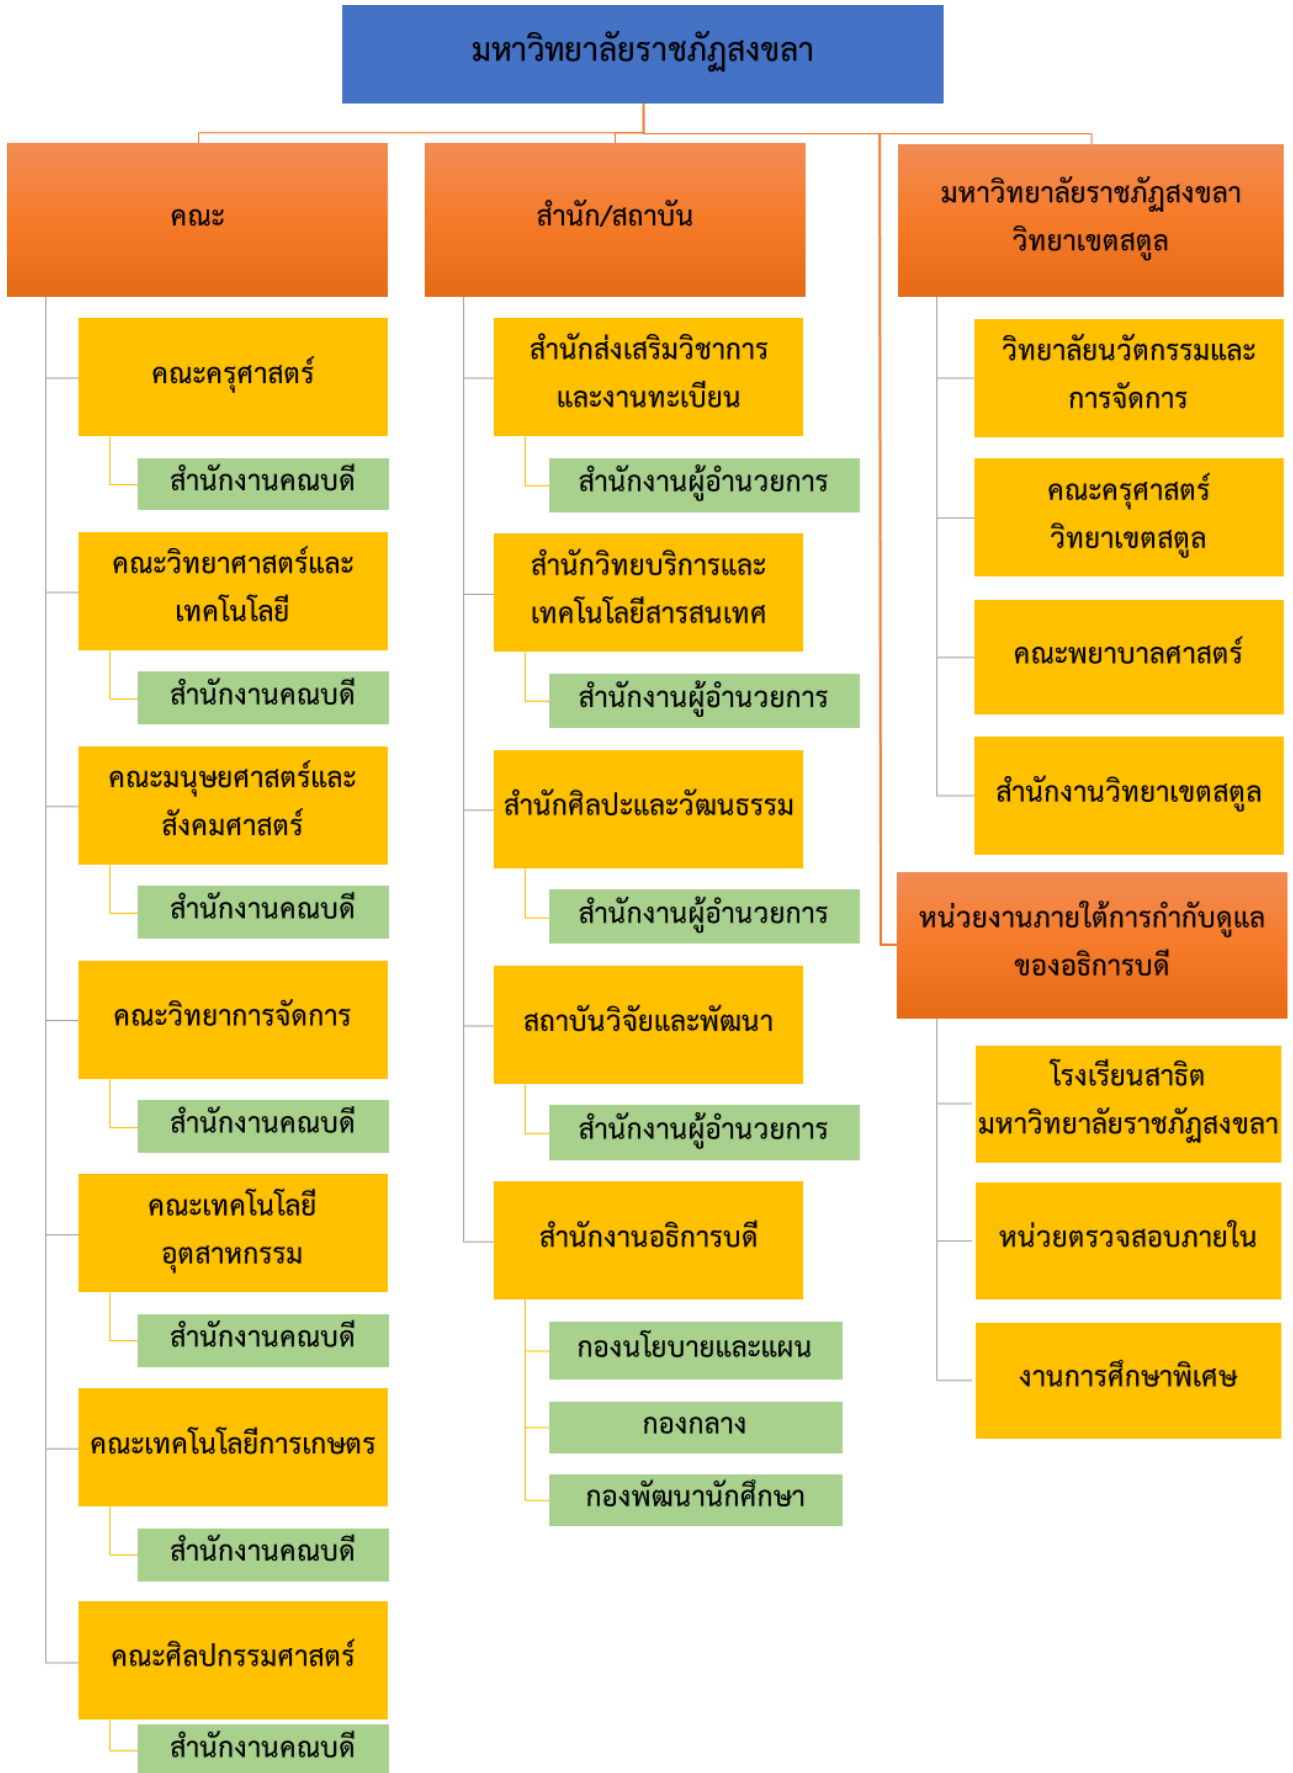 มหาวิทยาลัยราชภัฏสงขลา
คณะ
คณะครุศาสตร์
สำนักงานคณบดี
คณะวิทยาศาสตร์และ
เทคโนโลยี
สำนักงานคณบดี
คณะมนุษยศาสตร์และ
สังคมศาสตร์
สำนักงานคณบดี
คณะวิทยาการจัดการ
สำนักงานคณบดี
คณะเทคโนโลยี
อุตสาหกรรม
สำนักงานคณบดี
คณะเทคโนโลยีการเกษตร
สำนักงานคณบดี
คณะศิลปกรรมศาสตร์
สำนักงานคณบดี
สำนัก/สถาบัน
สำนักส่งเสริมวิชาการ
และงานทะเบียน
สำนักงานผู้อำนวยการ
สำนักวิทยบริการและ
เทคโนโลยีสารสนเทศ
สำนักงานผู้อำนวยการ
สำนักศิลปะและวัฒนธรรม
สำนักงานผู้อำนวยการ
สถาบันวิจัยและพัฒนา
สำนักงานผู้อำนวยการ
สำนักงานอธิการบดี
กองนโยบายและแผน
กองกลาง
กองพัฒนานักศึกษา
มหาวิทยาลัยราชภัฏสงขลา
วิทยาเขตสตูล
วิทยาลัยนวัตกรรมและ
การจัดการ
คณะครุศาสตร์
วิทยาเขตสตูล
คณะพยาบาลศาสตร์
สำนักงานวิทยาเขตสตูล
หน่วยงานภายใต้การกำกับดูแล
ของอธิการบดี
โรงเรียนสาธิต
มหาวิทยาลัยราชภัฏสงขลา
หน่วยตรวจสอบภายใน
งานการศึกษาพิเศษ